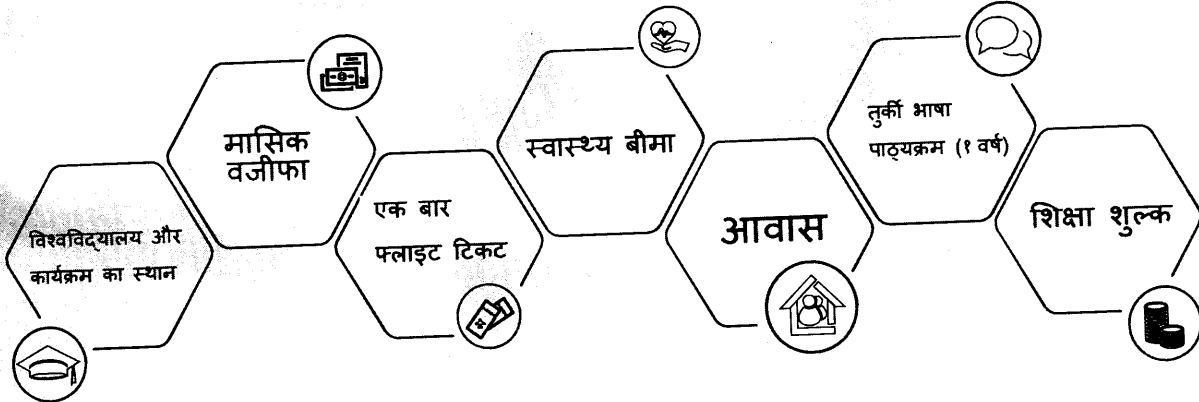 विश्वविद्यालय और
कार्यक्रम का स्थान
मासिक
वजीफा
एक बार
फ्लाइट टिकट
स्वास्थ्य बीमा
आवास
तुर्की भाषा
पाठ्यक्रम (१ वर्ष)
शिक्षा शुल्क